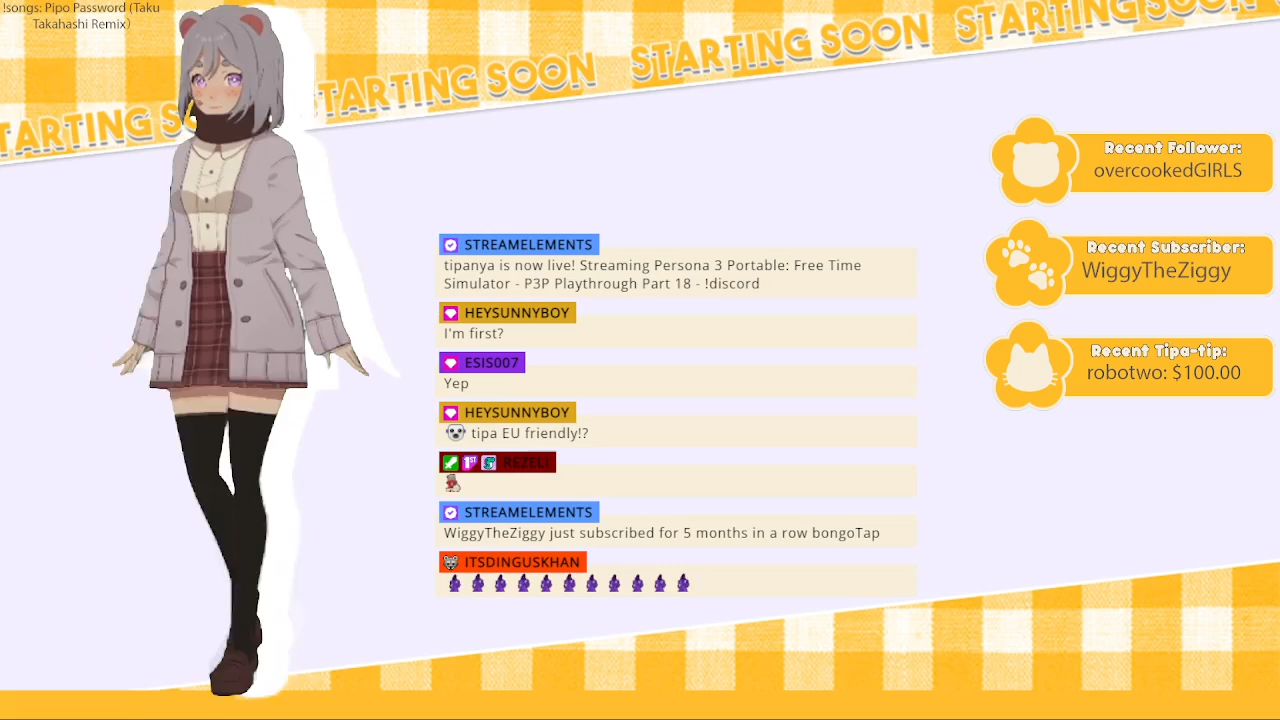 !songs: Pipo Password (Taku
Takahashi Remix)
STARTING SOON STARTING SOON STARTING SOON
STREAMELEMENTS
tipanya is now live! Streaming Persona 3 Portable: Free Time
Simulator - P3P Playthrough Part 18 - !discord
HEYSUNNYBOY
I'm first?
ESIS007
Yep
HEYSUNNYBOY
tipa EU friendly!?
1ST REZELI
STREAMELEMENTS
WiggyTheZiggy just subscribed for 5 months in a row bongoTap
ITSDINGUSKHAN
Recent Follower:
overcookedGIRLS
Recent Subscriber:
WiggyTheZiggy
Recent Tipa-tip:
robotwo: $100.00